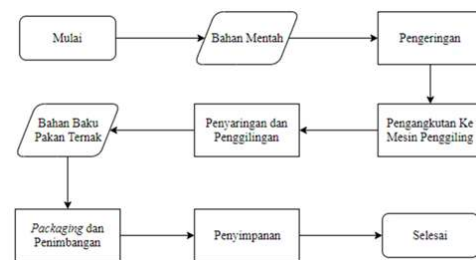 Mulai
Bahan Mentah
Pengeringan
Pengangkutan Ke
Mesin Penggiling
Penyaringan dan
Penggilingan
Bahan Baku
Pakan Ternak
Packaging dan
Penimbangan
Penyimpanan
Selesai